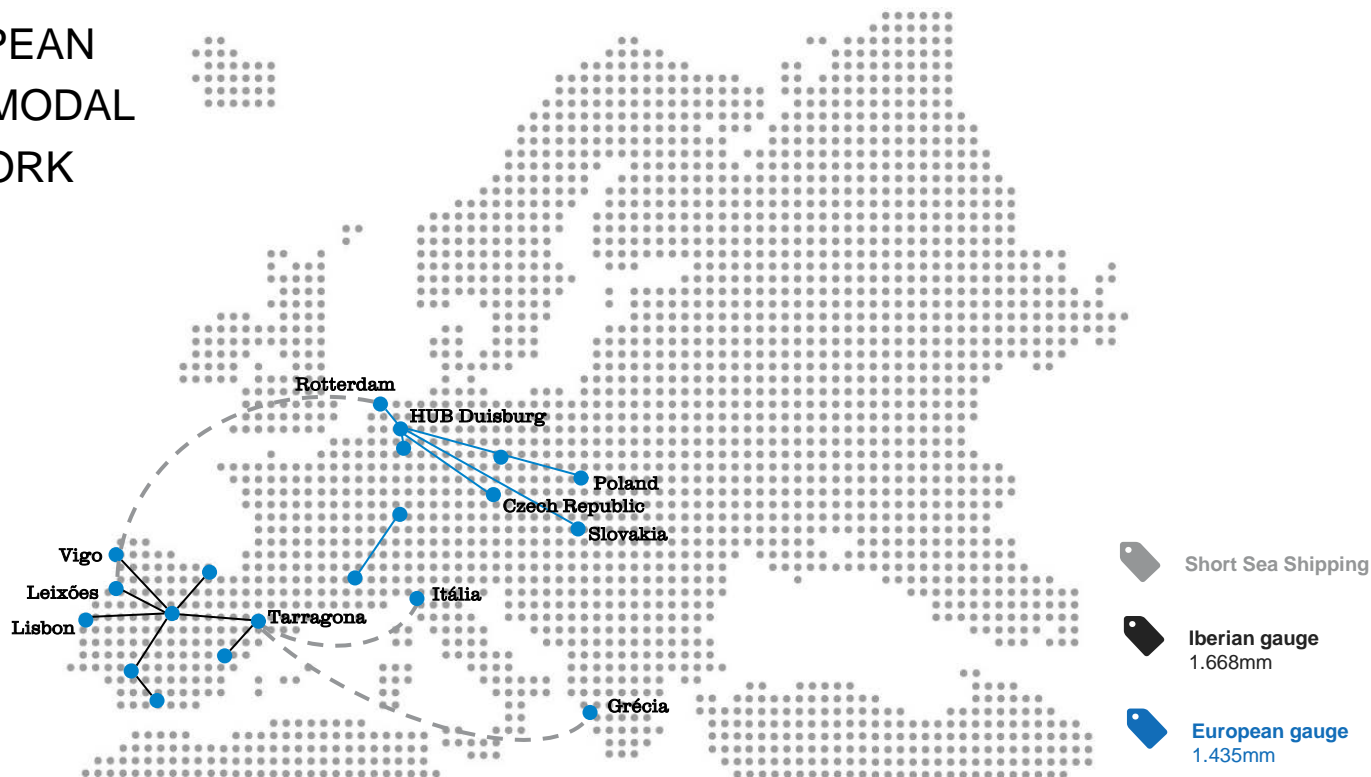 PEAN
MODAL
ORK
Rotterdam
HUB Duisburg
Poland
Czech Republic
Slovakia
Vigo
Leixões
Lisbon
Tarragona
Itália
Grécia
Short Sea Shipping
Iberian gauge
1.668mm
European gauge
1.435mm